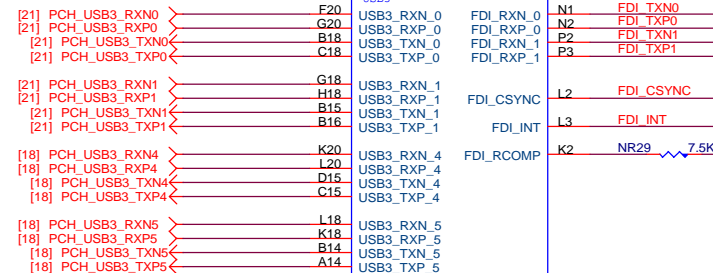 [21] PCH_USB3_RXN0 F20 USB3_RXN_0 FDI_RXN_0 N1 FDI_TXN0
[21] PCH_USB3_RXP0 G20 USB3_RXP_0 FDI_RXP_0 N2 FDI_TXP0
[21] PCH_USB3_TXN0 B18 USB3_TXN_0 FDI_RXN_1 P2 FDI_TXN1
[21] PCH_USB3_TXP0 C18 USB3_TXP_0 FDI_RXP_1 P3 FDI_TXP1
[21] PCH_USB3_RXN1 G18 USB3_RXN_1
[21] PCH_USB3_RXP1 H18 USB3_RXP_1 FDI_CSYNC L2 FDI_CSYNC
[21] PCH_USB3_TXN1 B15 USB3_TXN_1
[21] PCH_USB3_TXP1 B16 USB3_TXP_1 FDI_INT L3 FDI_INT
[18] PCH_USB3_RXN4 K20 USB3_RXN_4 FDI_RCOMP K2 NR29 7.5K
[18] PCH_USB3_RXP4 L20 USB3_RXP_4
[18] PCH_USB3_TXN4 D15 USB3_TXN_4
[18] PCH_USB3_TXP4 C15 USB3_TXP_4
[18] PCH_USB3_RXN5 L18 USB3_RXN_5
[18] PCH_USB3_RXP5 K18 USB3_RXP_5
[18] PCH_USB3_TXN5 B14 USB3_TXN_5
[18] PCH_USB3_TXP5 A14 USB3_TXP_5